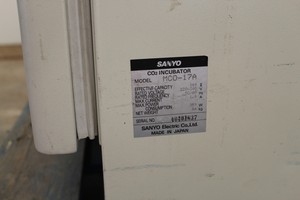 SANYO
CO2 INCUBATOR
MODEL MCO-17A
EFFECTIVE CAPACITY
RATED VOLTAGE
RATED FREQUENCY
MAX CURRENT
MAX POWER
CONSUMPTION
NET WEIGHT
SERIAL NO.
SANYO Electric Co.,Ltd.
MADE IN JAPAN